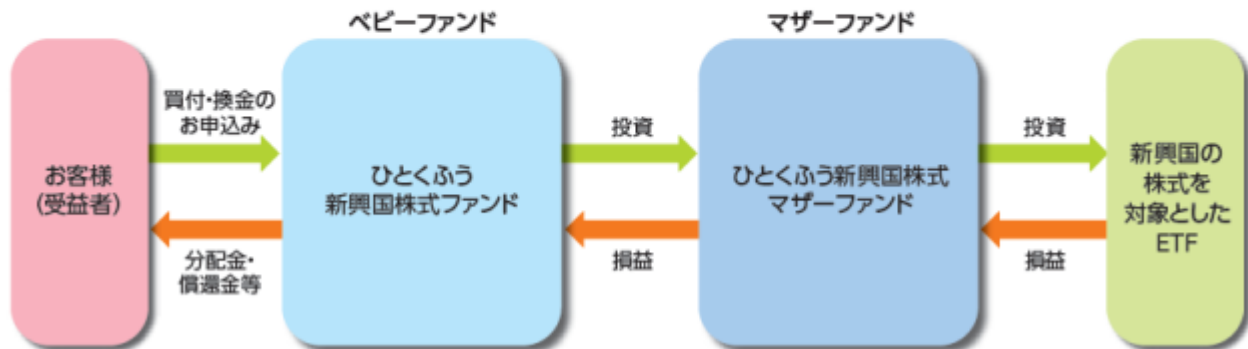 ベビーファンド
マザーファンド
お客様
（受益者）
買付・換金の
お申込み
分配金・
償還金等
ひとくふう
新興国株式ファンド
投資
損益
ひとくふう新興国株式
マザーファンド
投資
損益
新興国の
株式を
対象とした
ETF